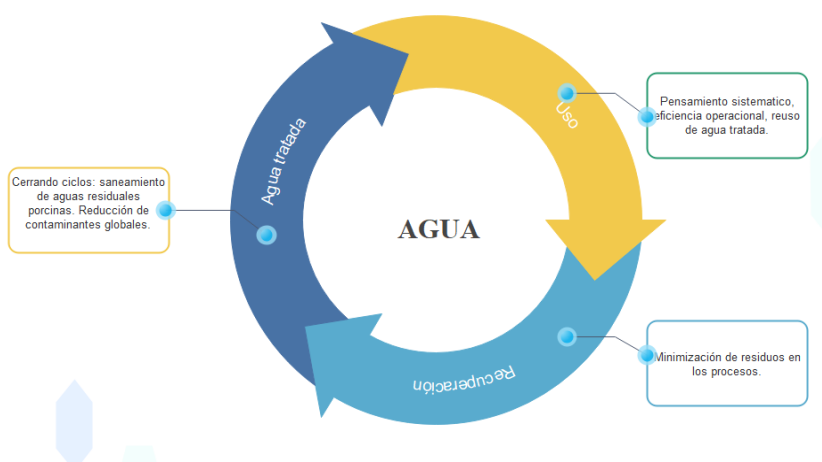 Uso
Pensamiento sistematico,
eficiencia operacional, reuso
de agua tratada.
Agua tratada
Cerrando ciclos: saneamiento
de aguas residuales
porcinas. Reducción de
contaminantes globales.
AGUA
Minimización de residuos en
los procesos.
Recuperación